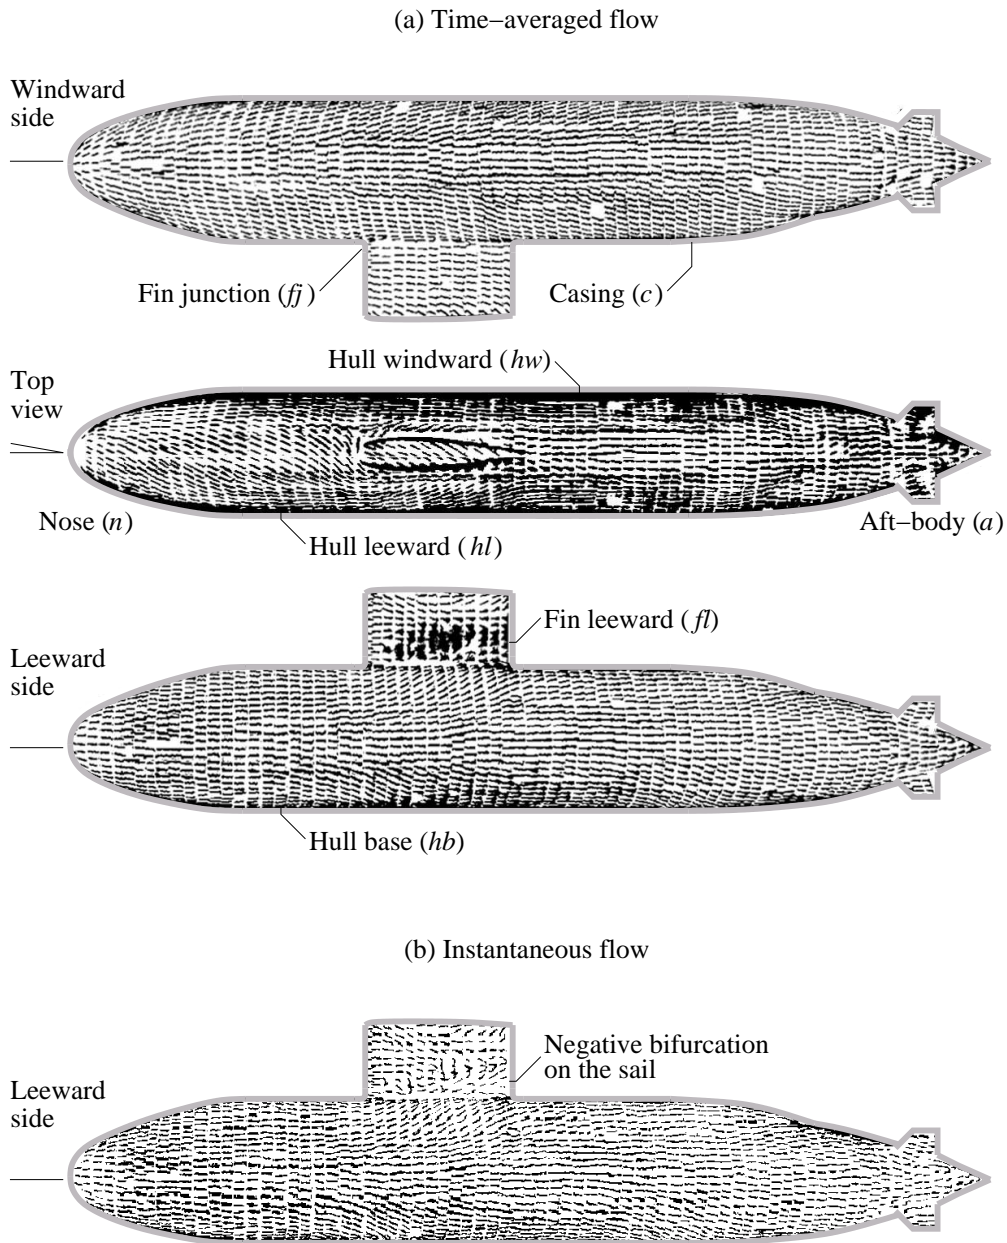 (a) Time−averaged flow
Windward
side
Fin junction (fj)
Casing (c)
Hull windward (hw)
Top
view
Nose (n)
Aft−body (a)
Hull leeward (hl)
Fin leeward (fl)
Leeward
side
Hull base (hb)
(b) Instantaneous flow
Negative bifurcation
on the sail
Leeward
side